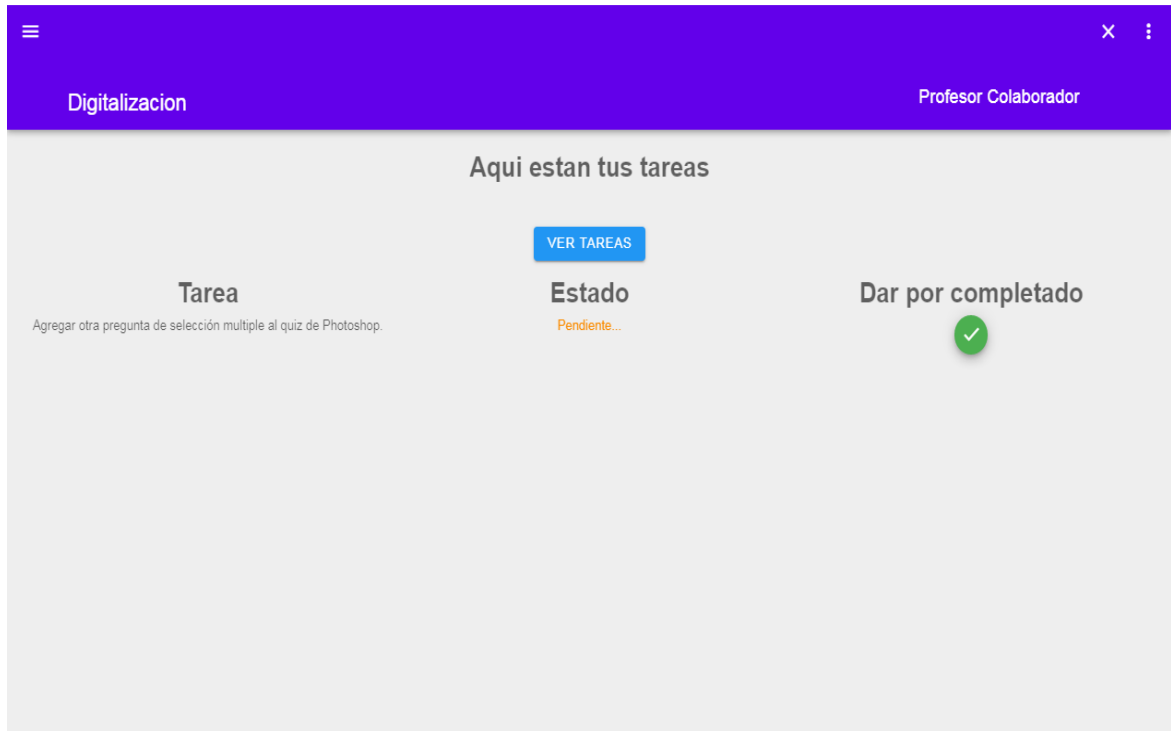 Digitalizacion
Profesor Colaborador
Aqui estan tus tareas
VER TAREAS
Tarea
Estado
Dar por completado
Agregar otra pregunta de selección multiple al quiz de Photoshop.
Pendiente...